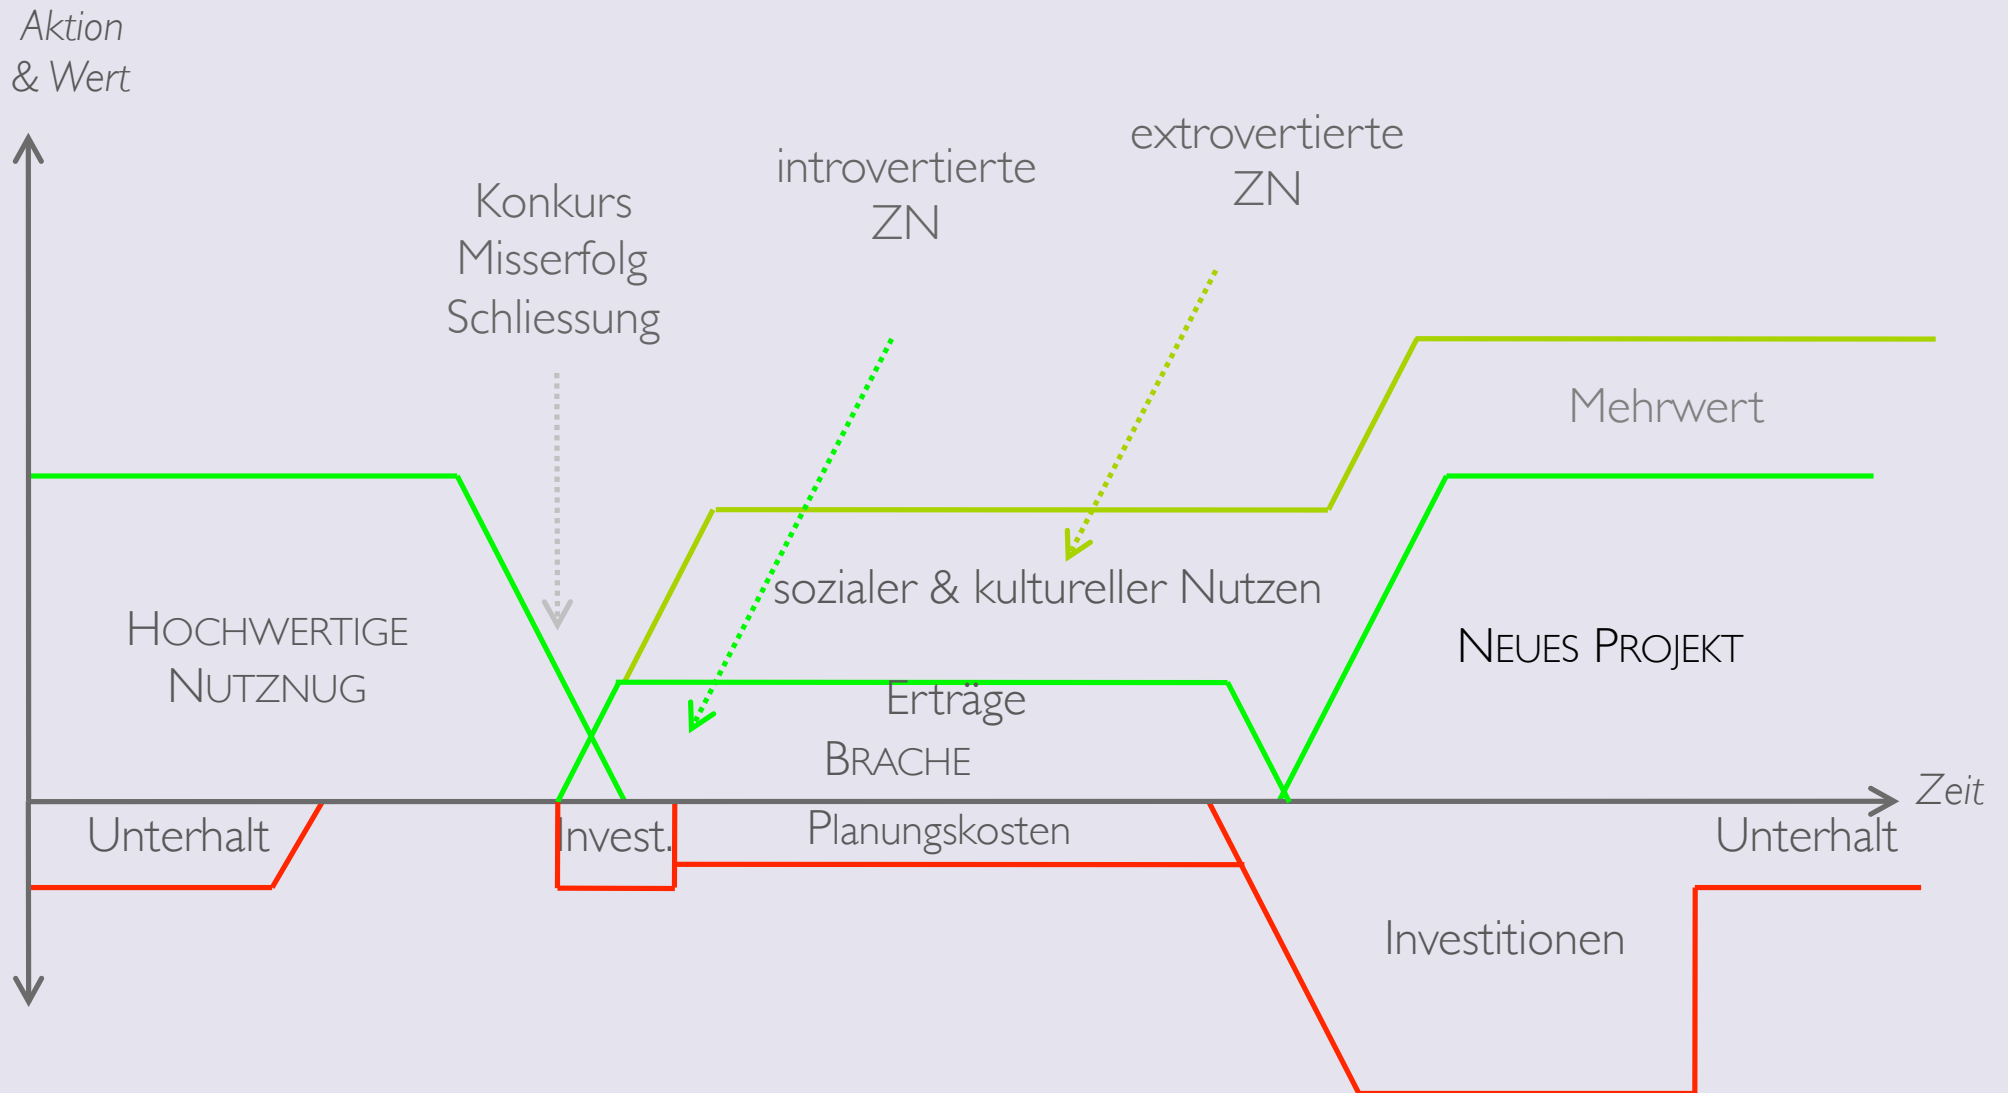 Aktion
& Wert
extrovertierte
ZN
introvertierte
ZN
Konkurs
Misserfolg
Schliessung
Mehrwert
sozialer & kultureller Nutzen
HOCHWERTIGE
NUTZNUG
NEUES PROJEKT
Erträge
BRACHE
Zeit
Unterhalt
Invest.
Planungskosten
Unterhalt
Investitionen